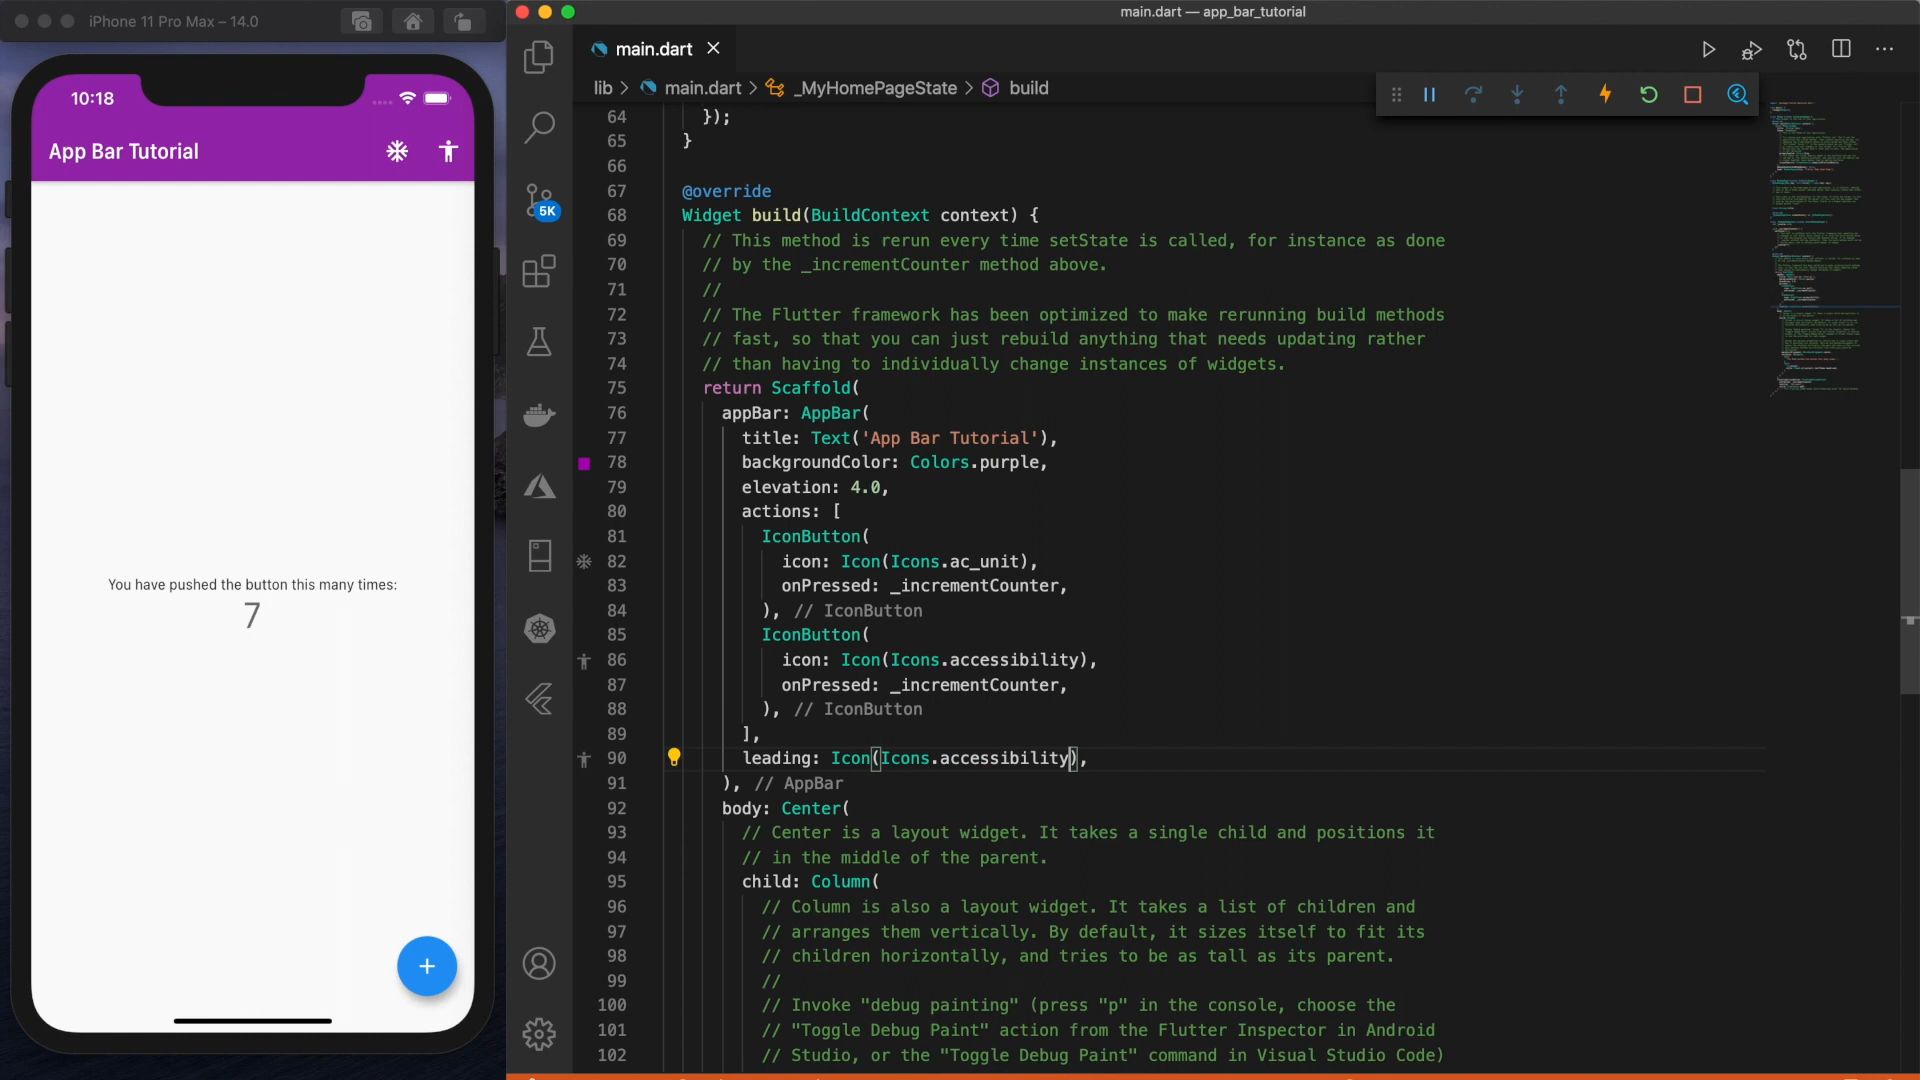 iPhone 11 Pro Max – 14.0
10:18
App Bar Tutorial
You have pushed the button this many times:
7
+
main.dart — app_bar_tutorial
main.dart
lib > main.dart > _MyHomePageState > build
5K
64 });
65 }
66
67 @override
68 Widget build(BuildContext context) {
69 // This method is rerun every time setState is called, for instance as done
70 // by the _incrementCounter method above.
71 //
72 // The Flutter framework has been optimized to make rerunning build methods
73 // fast, so that you can just rebuild anything that needs updating rather
74 // than having to individually change instances of widgets.
75 return Scaffold(
76 appBar: AppBar(
77 title: Text('App Bar Tutorial'),
78 backgroundColor: Colors.purple,
79 elevation: 4.0,
80 actions: [
81 IconButton(
82 icon: Icon(Icons.ac_unit),
83 onPressed: _incrementCounter,
84 ), // IconButton
85 IconButton(
86 icon: Icon(Icons.accessibility),
87 onPressed: _incrementCounter,
88 ), // IconButton
89 ],
90 leading: Icon(Icons.accessibility),
91 ), // AppBar
92 body: Center(
93 // Center is a layout widget. It takes a single child and positions it
94 // in the middle of the parent.
95 child: Column(
96 // Column is also a layout widget. It takes a list of children and
97 // arranges them vertically. By default, it sizes itself to fit its
98 // children horizontally, and tries to be as tall as its parent.
99 //
100 // Invoke "debug painting" (press "p" in the console, choose the
101 // "Toggle Debug Paint" action from the Flutter Inspector in Android
102 // Studio, or the "Toggle Debug Paint" command in Visual Studio Code)